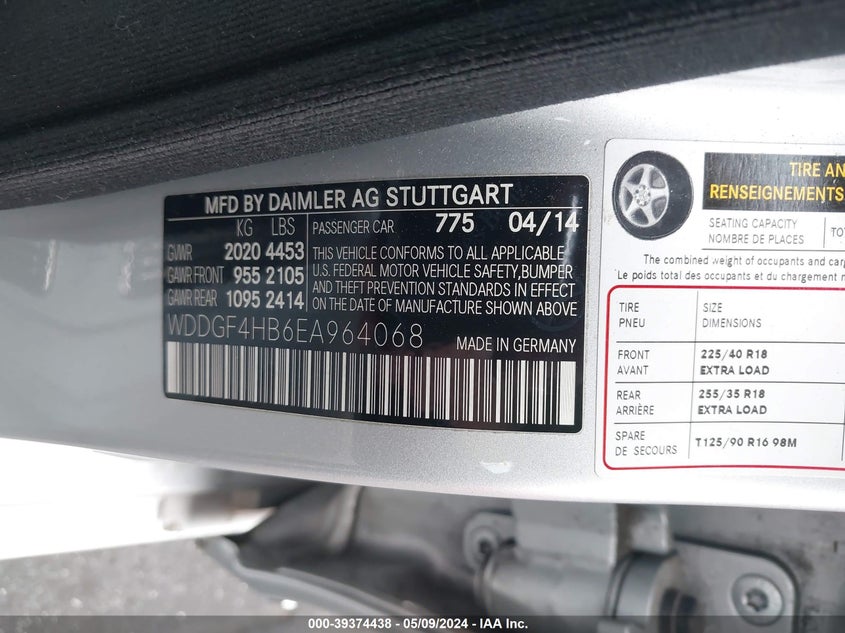 MFD BY DAIMLER AG STUTTGART
KG LBS
GVWR 2020 4453
GAWR FRONT 955 2105
GAWR REAR 1095 2414
PASSENGER CAR 775 04/14
THIS VEHICLE CONFORMS TO ALL APPLICABLE
U.S. FEDERAL MOTOR VEHICLE SAFETY,BUMPER
AND THEFT PREVENTION STANDARDS IN EFFECT
ON THE DATE OF MANUFACTURE SHOWN ABOVE
WDDGF4HB6EA964068
MADE IN GERMANY
TIRE AN
RENSEIGNEMENTS
SEATING CAPACITY
NOMBRE DE PLACES
TO
The combined weight of occupants and carg
Le poids total des occupants et du chargement
TIRE SIZE
PNEU DIMENSIONS
FRONT 225/40 R18
AVANT EXTRA LOAD
REAR 255/35 R18
ARRIÈRE EXTRA LOAD
SPARE T125/90 R16 98M
DE SECOURS
000-39374438 - 05/09/2024 - IAA Inc.